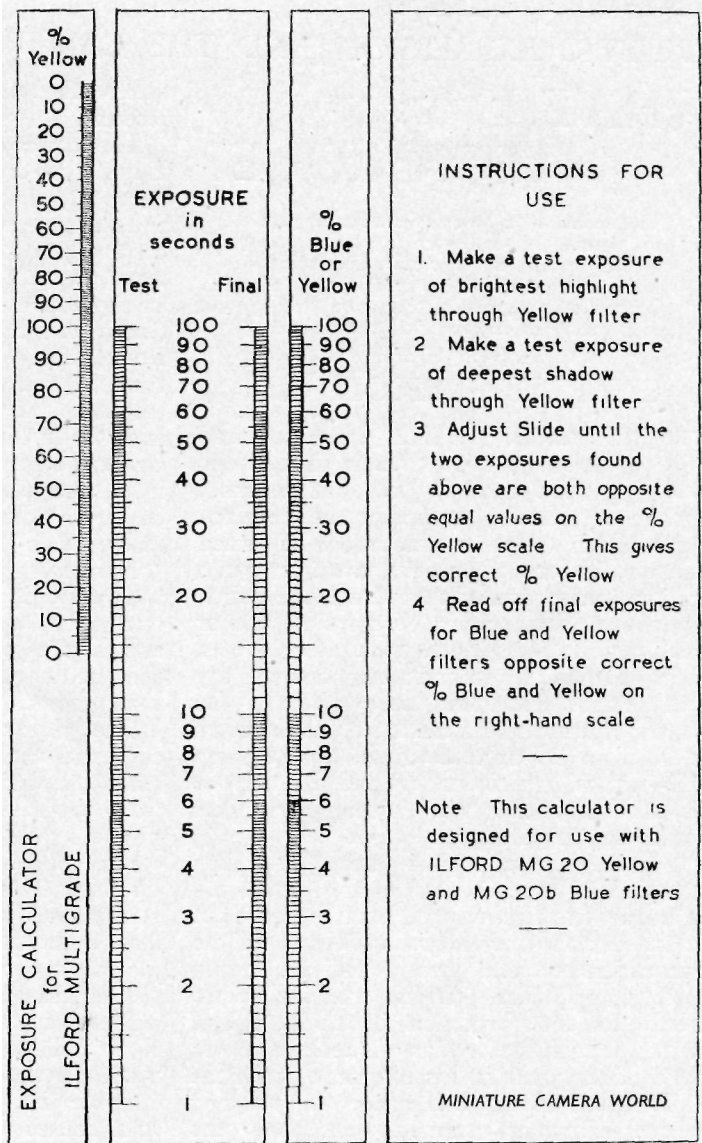 %
Yellow
0
10
20
30
40
50
60
70
80
90
100
90
80
70
60
50
40
30
20
10
0
EXPOSURE CALCULATOR
for
ILFORD MULTIGRADE
EXPOSURE
in
seconds
Test Final
100
90
80
70
60
50
40
30
20
10
9
8
7
6
5
4
3
2
1
%
Blue
or
Yellow
100
90
80
70
60
50
40
30
20
10
9
8
7
6
5
4
3
2
1
INSTRUCTIONS FOR
USE
1. Make a test exposure
of brightest highlight
through Yellow filter
2 Make a test exposure
of deepest shadow
through Yellow filter
3 Adjust Slide until the
two exposures found
above are both opposite
equal values on the %
Yellow scale This gives
correct % Yellow
4 Read off final exposures
for Blue and Yellow
filters opposite correct
% Blue and Yellow on
the right-hand scale
Note This calculator is
designed for use with
ILFORD MG 20 Yellow
and MG 20b Blue filters
MINIATURE CAMERA WORLD